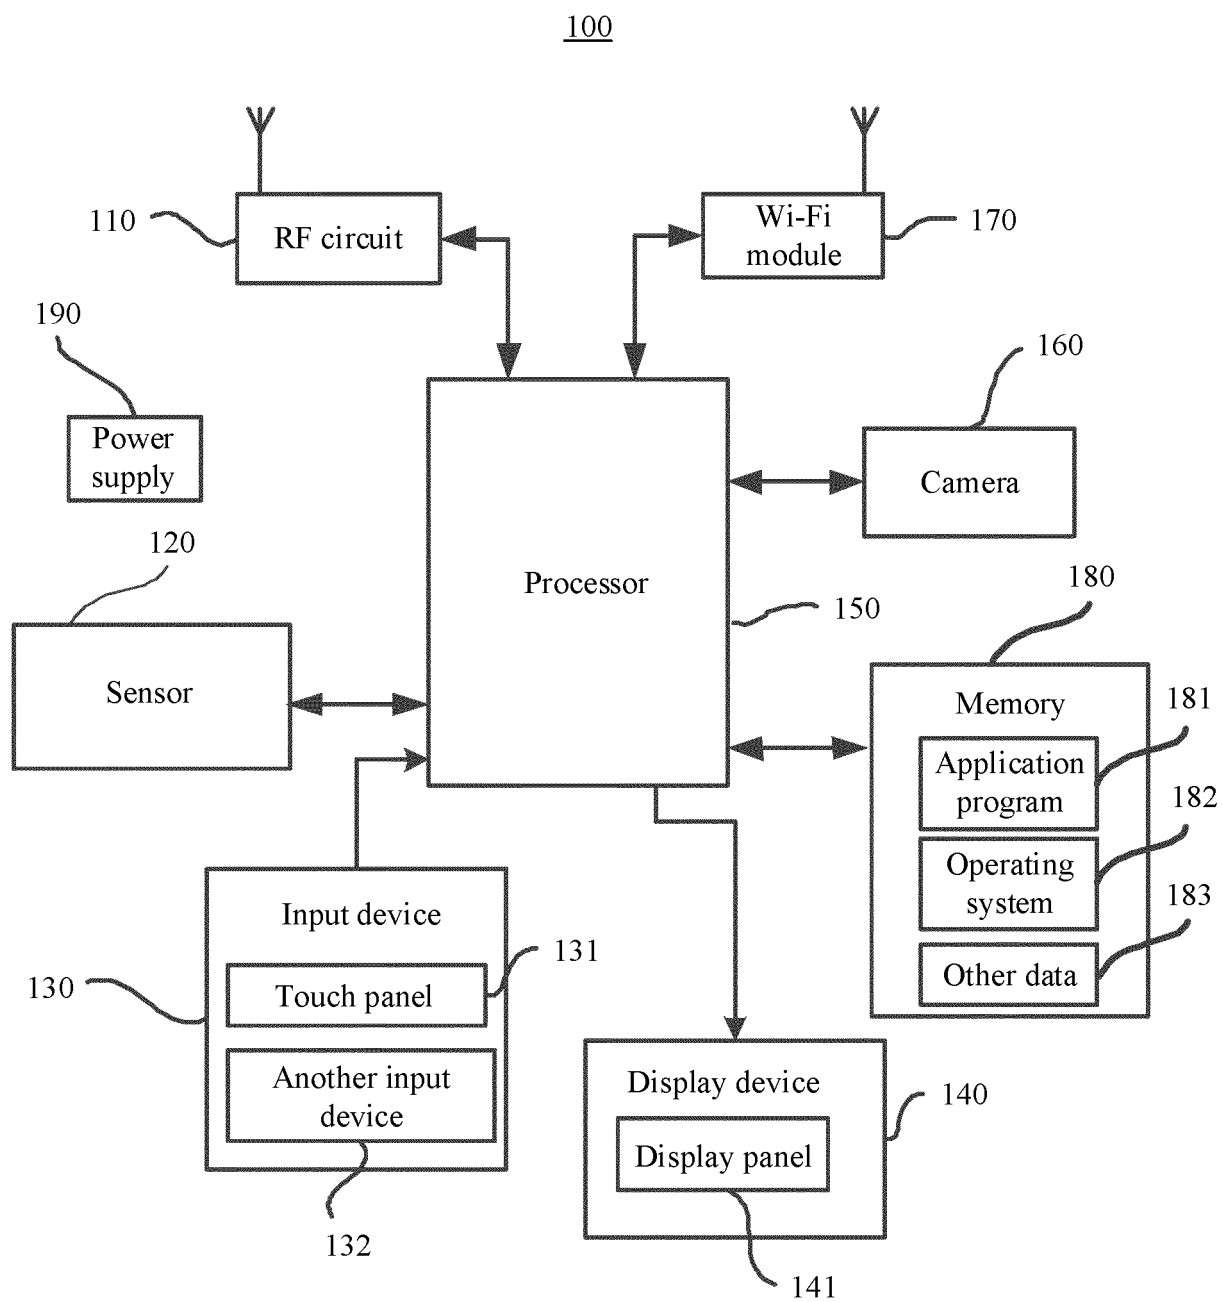 100
110
RF circuit
Wi-Fi
module
170
190
Power
supply
160
Camera
120
Sensor
Processor
150
180
Memory
181
Application
program
182
Operating
system
183
Other data
130
Input device
131
Touch panel
Another input
device
132
Display device
140
Display panel
141